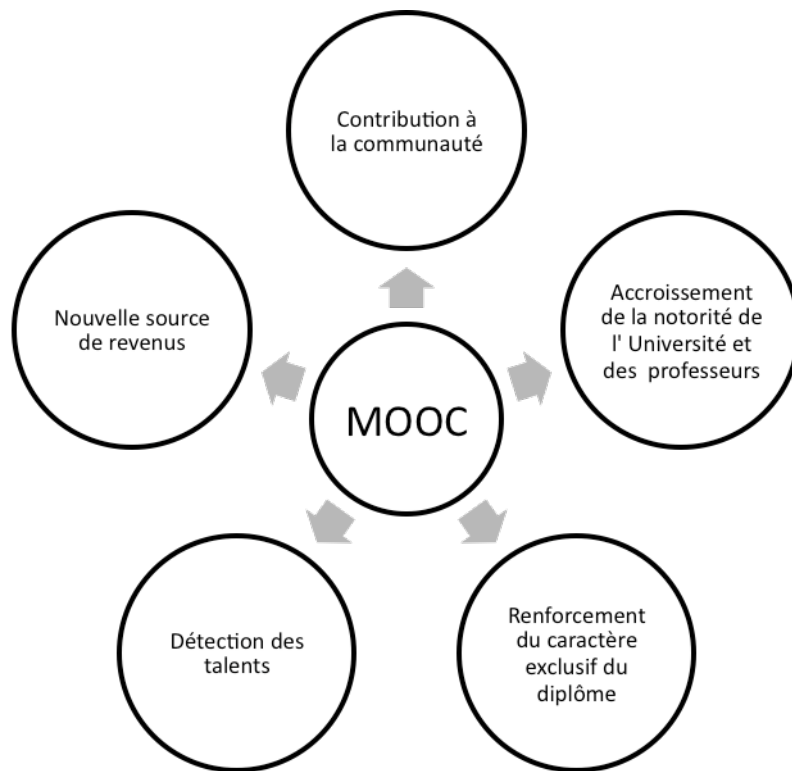 Contribution à
la communauté
Nouvelle source
de revenus
Accroissement
de la notorité de
l' Université et
des professeurs
MOOC
Détection des
talents
Renforcement
du caractère
exclusif du
diplôme